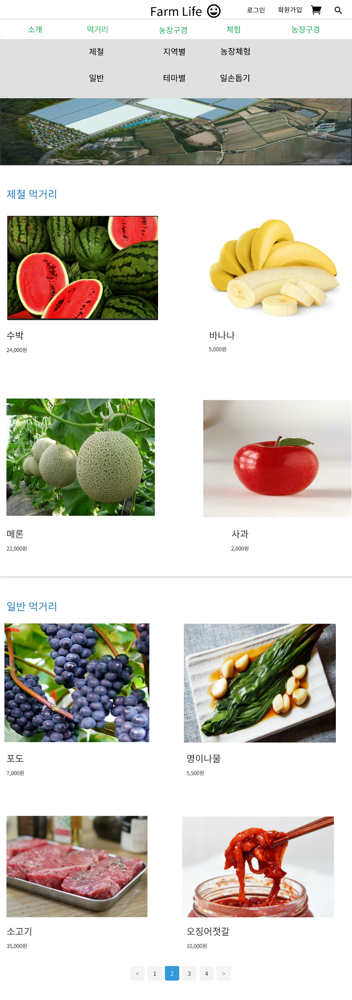 Farm Life 로그인 회원가입
소개 먹거리 농장구경 체험 농장구경
제철 지역별 농장체험
일반 테마별 일손돕기
제철 먹거리
수박 바나나
24,000원 5,000원
메론 사과
22,000원 2,000원
일반 먹거리
포도 명이나물
7,000원 5,500원
소고기 오징어젓갈
35,000원 10,000원
< 1 2 3 4 >